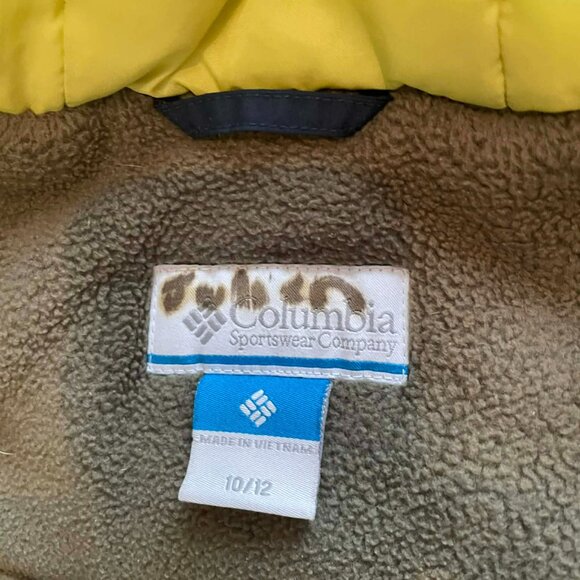 Columbia
Sportswear Company
MADE IN VIETNAM
10/12